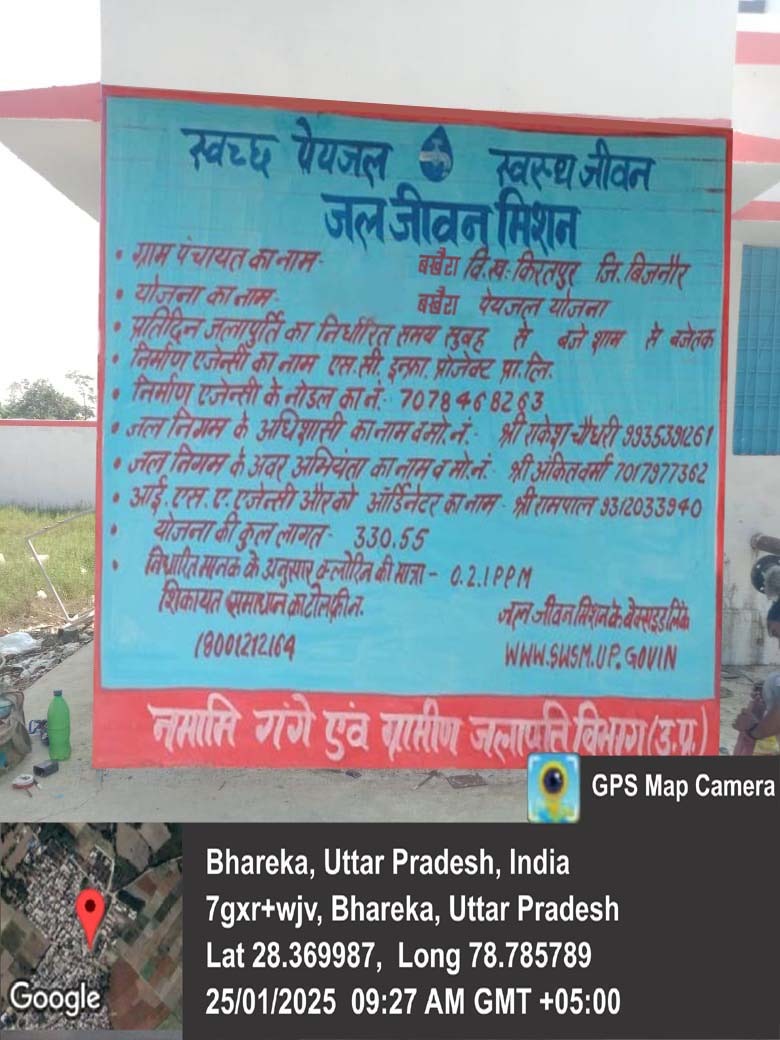 स्वच्छ पेयजल स्वस्थ जीवन
जल जीवन मिशन
• ग्राम पंचायत का नाम- बखैरा वि.ख. किरतपुर जि. बिजनौर
• योजना का नाम- बखैरा पेयजल योजना
• प्रतिदिन जलापुर्ति का निर्धारित समय सुबह से बजे शाम से बजे तक
• निर्माण एजेन्सी का नाम एस.सी. इन्फ्रा. प्रोजेक्ट प्रा.लि.
• निर्माण एजेन्सी के नोडल का नं. 7078468263
• जल निगम के अधिशासी का नाम व मो.नं.- श्री राकेश चौधरी 9935391261
• जल निगम के अवर अभियंता का नाम व मो.नं.- श्री अंकित वर्मा 7017977362
• आई.एस.ए. एजेन्सी और को ऑर्डिनेटर का नाम- श्री रामपाल 9312033940
• योजना की कुल लागत- 330.55
• निर्धारित मानक के अनुसार क्लोरिन की मात्रा- 0.2.1PPM
शिकायत समाधान का टोल फ्री नं. जल जीवन मिशन के वेबसाइड लिंक
18001212164 WWW.SWSM.UP.GOVIN
नमामि गंगे एवं ग्रामीण जलापूर्ति विभाग (उ.प्र.)
GPS Map Camera
Bhareka, Uttar Pradesh, India
7gxr+wjv, Bhareka, Uttar Pradesh
Lat 28.369987, Long 78.785789
25/01/2025 09:27 AM GMT +05:00
Google